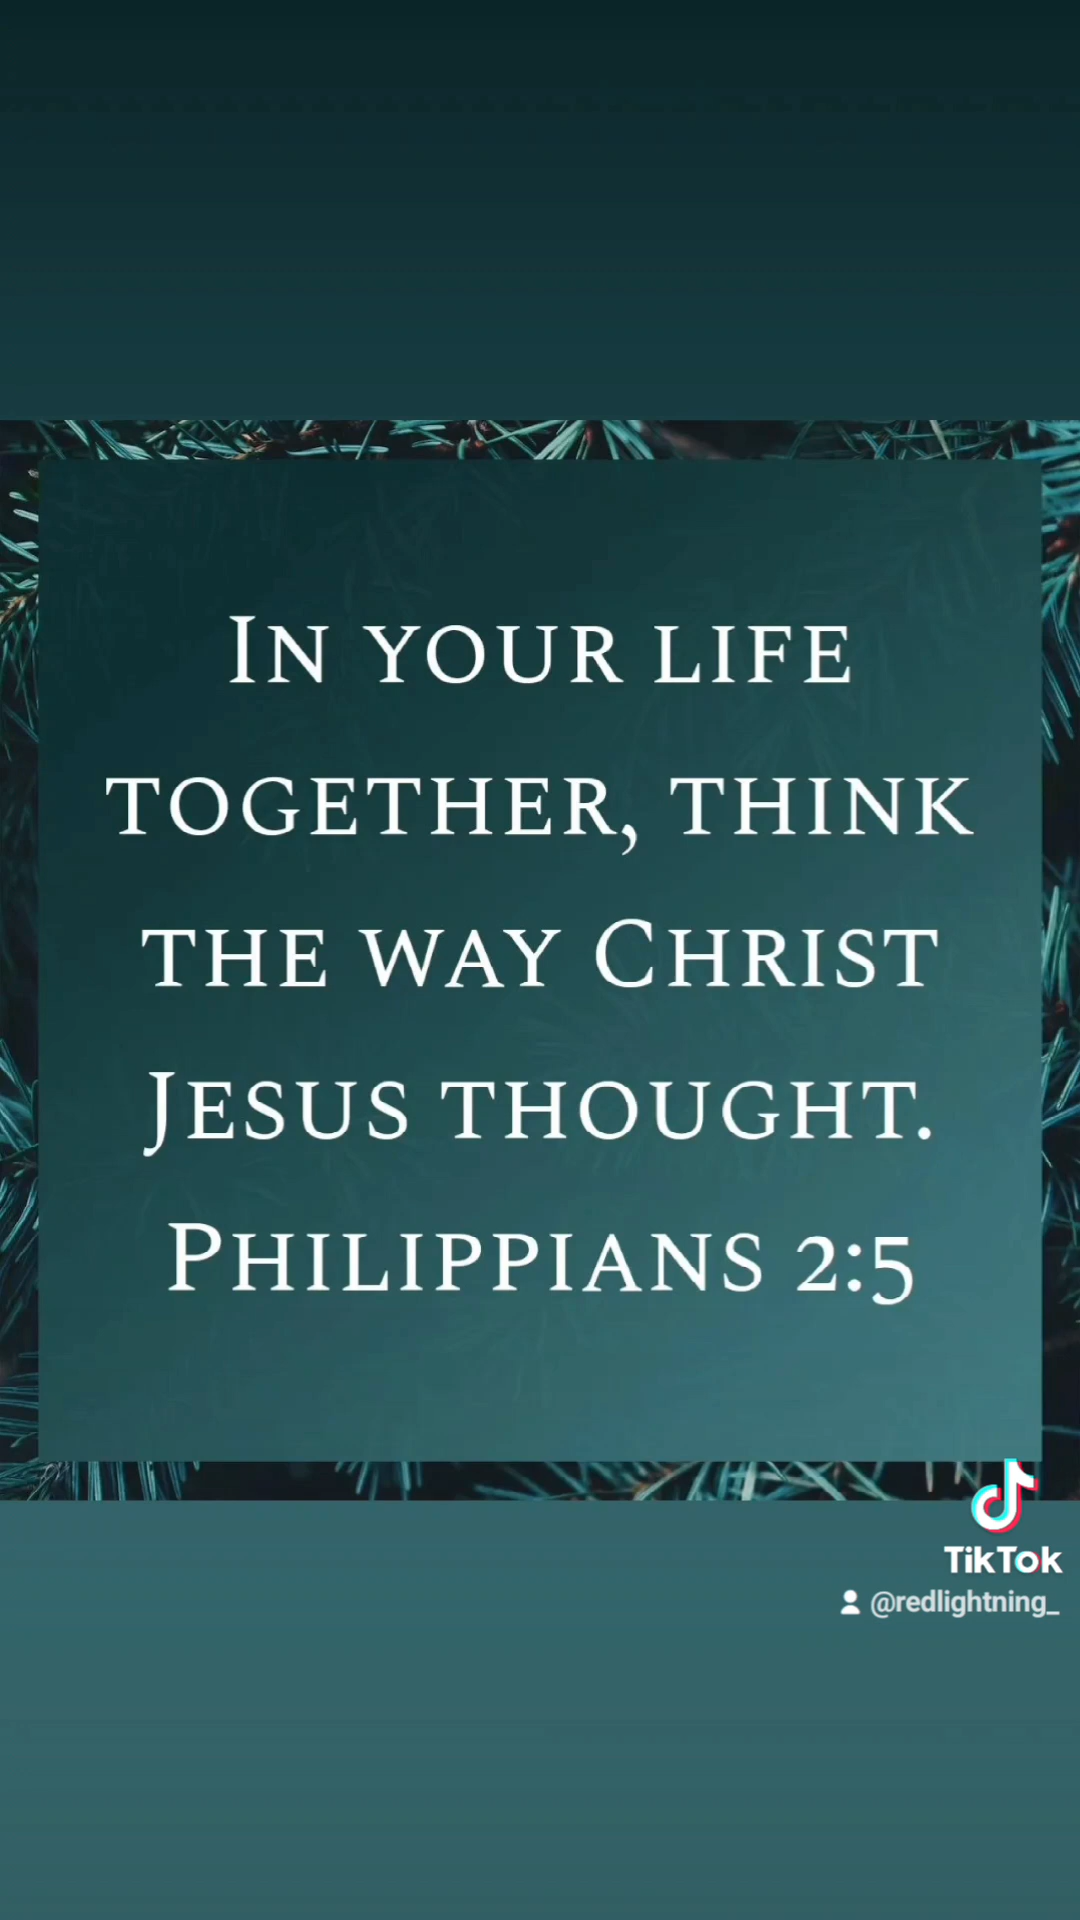 In your life
together, think
the way Christ
Jesus thought.
Philippians 2:5
TikTok
@redlightning_